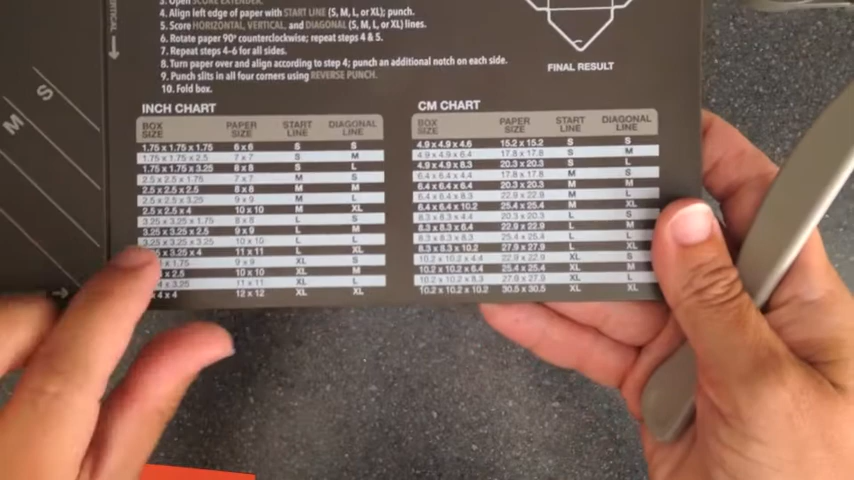 VERTICAL
3. Open SCORE EXTENDER.
4. Align left edge of paper with START LINE (S, M, L, or XL); punch.
5. Score HORIZONTAL, VERTICAL, and DIAGONAL (S, M, L, or XL) lines.
6. Rotate paper 90° counterclockwise; repeat steps 4 & 5.
7. Repeat steps 4-6 for all sides.
8. Turn paper over and align according to step 4; punch an additional notch on each side.
9. Punch slits in all four corners using REVERSE PUNCH.
10. Fold box.
FINAL RESULT
S
M
INCH CHART
BOX SIZE PAPER SIZE START LINE DIAGONAL LINE
1.75 x 1.75 x 1.75 6 x 6 S S
1.75 x 1.75 x 2.5 7 x 7 S M
1.75 x 1.75 x 3.25 8 x 8 S L
2.5 x 2.5 x 1.75 7 x 7 M S
2.5 x 2.5 x 2.5 8 x 8 M M
2.5 x 2.5 x 3.25 9 x 9 M L
2.5 x 2.5 x 4 10 x 10 M XL
3.25 x 3.25 x 1.75 8 x 8 L S
3.25 x 3.25 x 2.5 9 x 9 L M
3.25 x 3.25 x 3.25 10 x 10 L L
x 3.25 x 4 11 x 11 L XL
x 1.75 9 x 9 XL S
x 2.5 10 x 10 XL M
4 x 3.25 11 x 11 XL L
x 4 x 4 12 x 12 XL XL
CM CHART
BOX SIZE PAPER SIZE START LINE DIAGONAL LINE
4.9 x 4.9 x 4.6 15.2 x 15.2 S S
4.9 x 4.9 x 6.4 17.8 x 17.8 S M
4.9 x 4.9 x 8.3 20.3 x 20.3 S L
6.4 x 6.4 x 4.4 17.8 x 17.8 M S
6.4 x 6.4 x 6.4 20.3 x 20.3 M M
6.4 x 6.4 x 8.3 22.9 x 22.9 M L
6.4 x 6.4 x 10.2 25.4 x 25.4 M XL
8.3 x 8.3 x 4.4 20.3 x 20.3 L S
8.3 x 8.3 x 6.4 22.9 x 22.9 L M
8.3 x 8.3 x 8.3 25.4 x 25.4 L L
8.3 x 8.3 x 10.2 27.9 x 27.9 L XL
10.2 x 10.2 x 4.4 22.9 x 22.9 XL S
10.2 x 10.2 x 6.4 25.4 x 25.4 XL M
10.2 x 10.2 x 8.3 27.9 x 27.9 XL L
10.2 x 10.2 x 10.2 30.5 x 30.5 XL XL